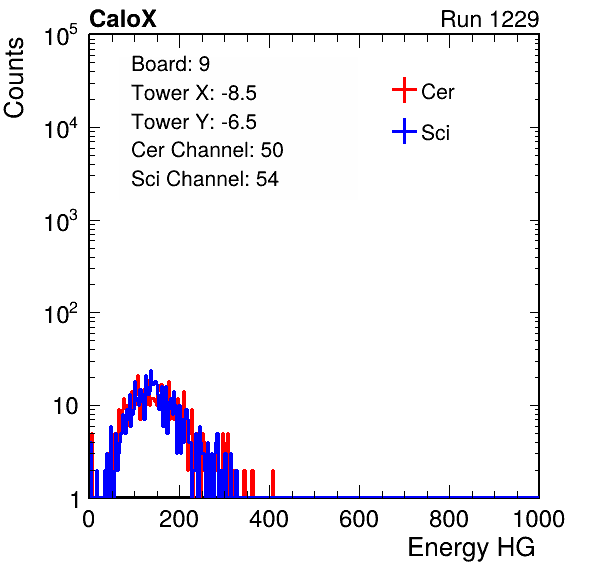 CaloX Run 1229
Counts
10^5
10^4
10^3
10^2
10
1
Board: 9
Tower X: -8.5
Tower Y: -6.5
Cer Channel: 50
Sci Channel: 54
Cer
Sci
0 200 400 600 800 1000
Energy HG